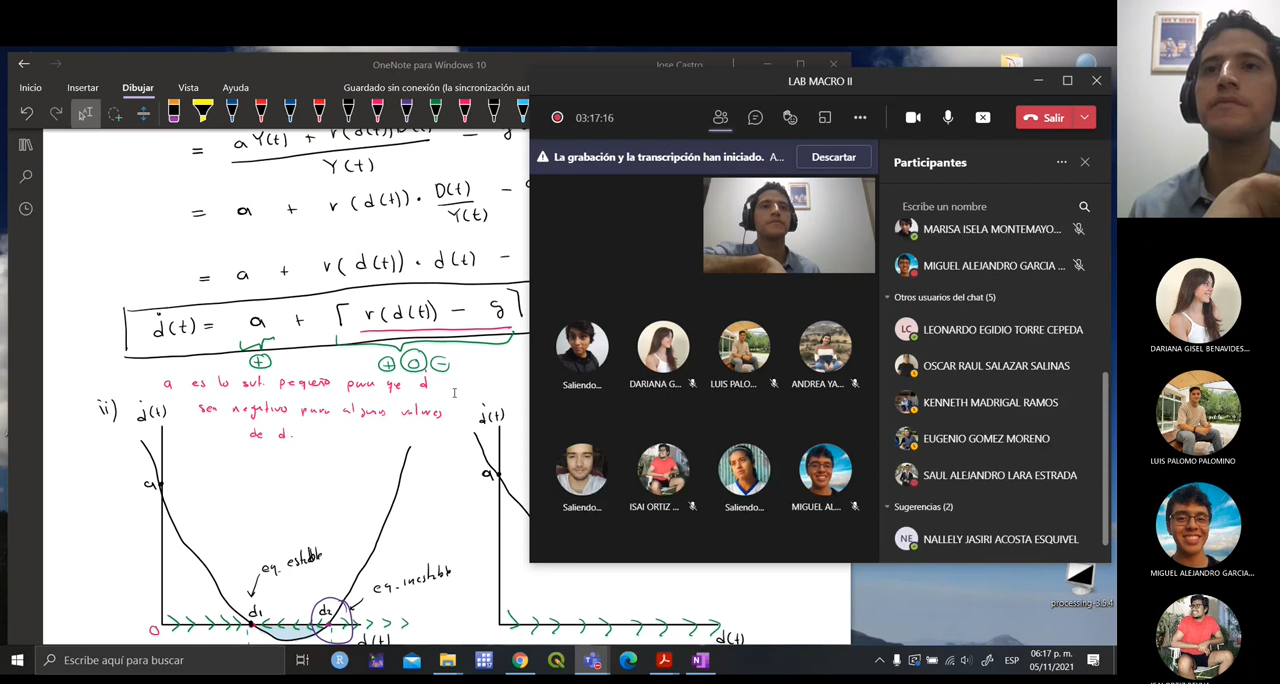 OneNote para Windows 10
Jose Castro
Inicio
Insertar
Dibujar
Vista
Ayuda
Guardado sin conexión (la sincronización aut
= aY(t) + r(d(t))D(t) -
Y(t)
= a + r(d(t)) · D(t)/Y(t) -
= a + r(d(t)) · d(t) -
ḋ(t) = a + [r(d(t)) - g]
+ + 0 -
a es lo suf. pequeño para que d
sea negativo para algunos valores
de d.
ii) ḋ(t)
a
eq. estable
eq. inestable
d1
d2
0
d(t)
ḋ(t)
a
d(t)
LAB MACRO II
03:17:16
Salir
La grabación y la transcripción han iniciado. A...
Descartar
Saliendo...
DARIANA G...
LUIS PALO...
ANDREA YA...
Saliendo...
ISAI ORTIZ ...
Saliendo...
MIGUEL AL...
Participantes
Escribe un nombre
MARISA ISELA MONTEMAYO...
MIGUEL ALEJANDRO GARCIA ...
Otros usuarios del chat (5)
LC
LEONARDO EGIDIO TORRE CEPEDA
OSCAR RAUL SALAZAR SALINAS
KENNETH MADRIGAL RAMOS
EUGENIO GOMEZ MORENO
SAUL ALEJANDRO LARA ESTRADA
Sugerencias (2)
NE
NALLELY JASIRI ACOSTA ESQUIVEL
DARIANA GISEL BENAVIDES...
LUIS PALOMO PALOMINO
MIGUEL ALEJANDRO GARCIA...
processing-3.5.4
Escribe aquí para buscar
ESP
06:17 p. m.
05/11/2021